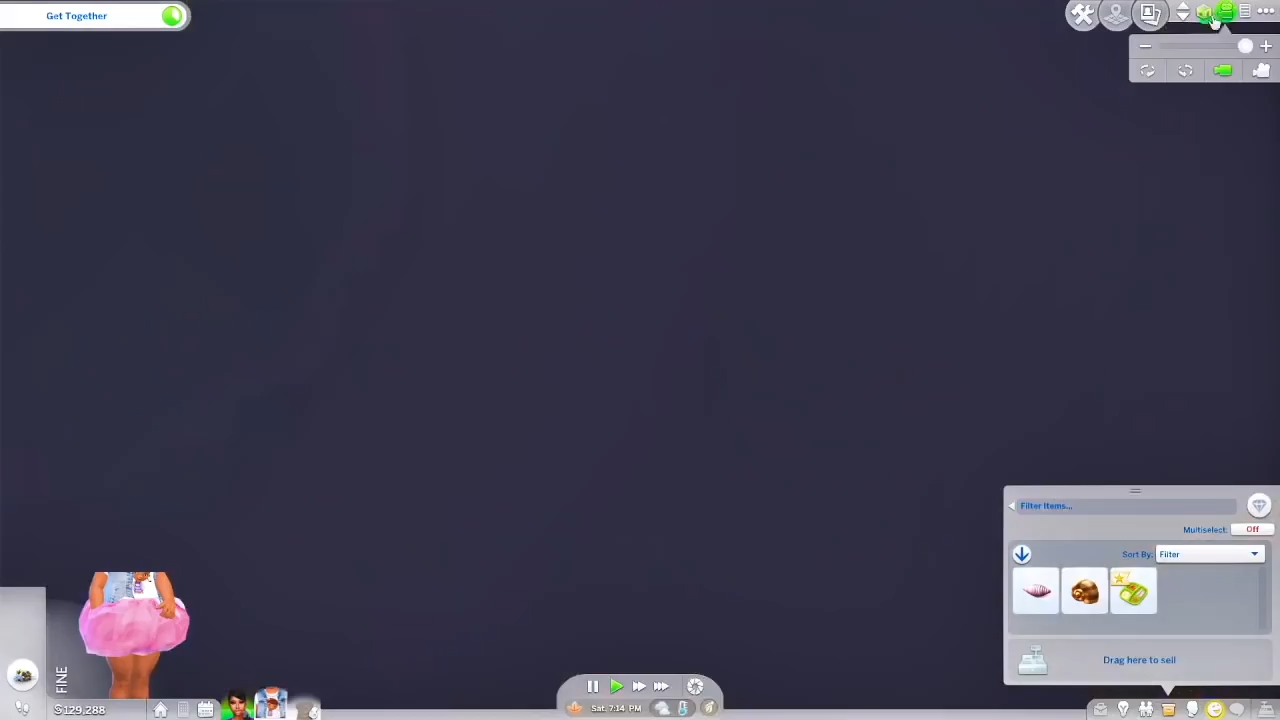 Get Together
Filter Items...
Multiselect: Off
Sort By: Filter
Drag here to sell
FINE
§129,288
Sat. 7:14 PM